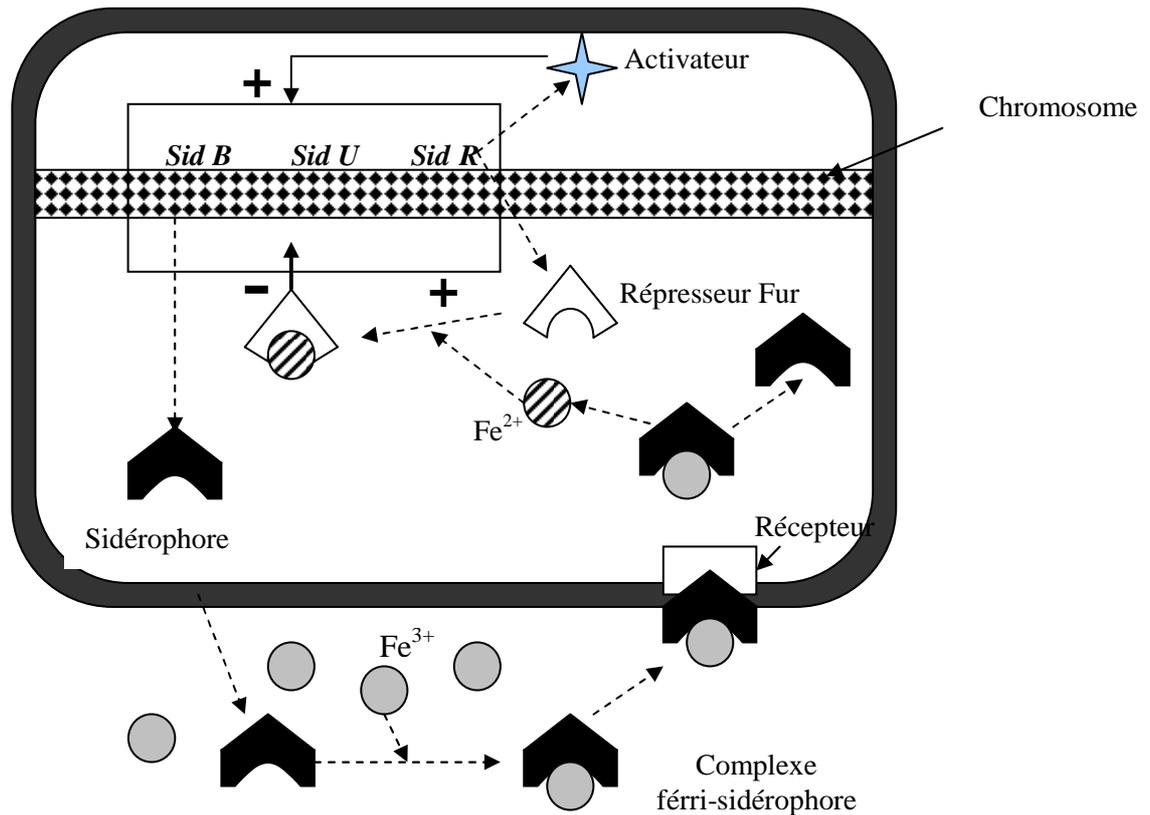 Activateur
+
Chromosome
Sid B Sid U Sid R
-
+
Répresseur Fur
Fe2+
Sidérophore
Récepteur
Fe3+
Complexe
férri-sidérophore